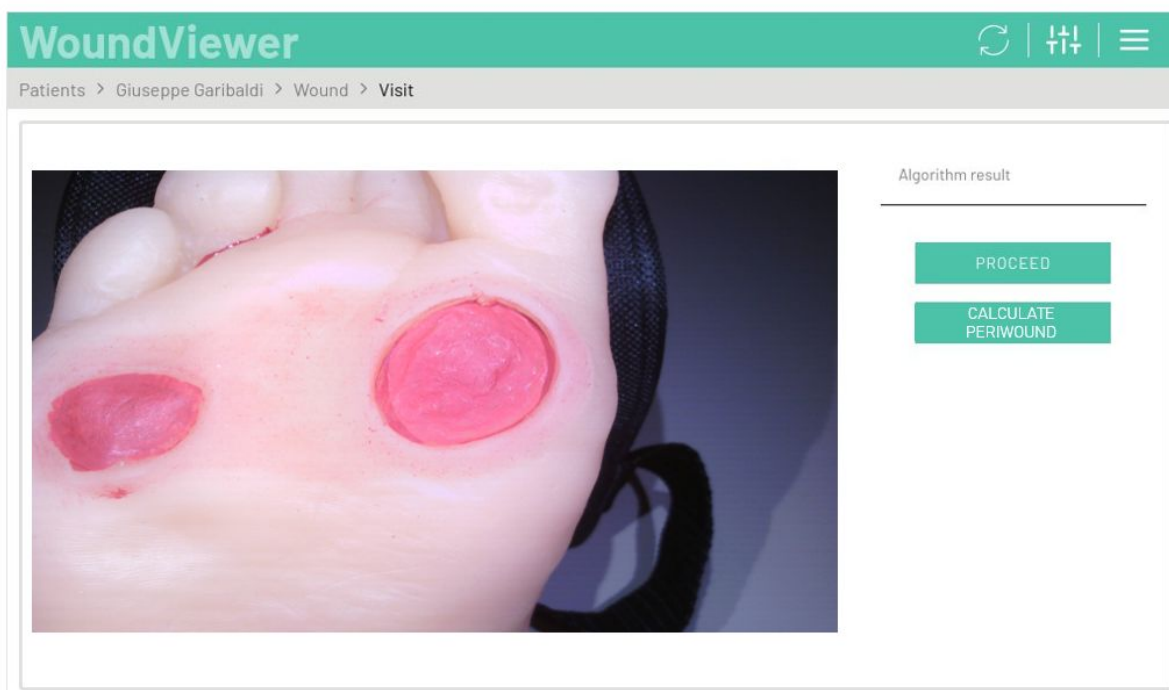 WoundViewer
Patients > Giuseppe Garibaldi > Wound > Visit
Algorithm result
PROCEED
CALCULATE
PERIWOUND